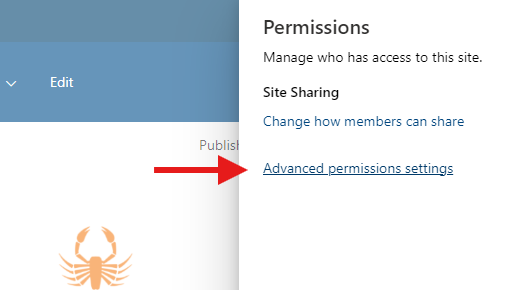 Permissions
Manage who has access to this site.
Edit
Site Sharing
Change how members can share
Publish
Advanced permissions settings